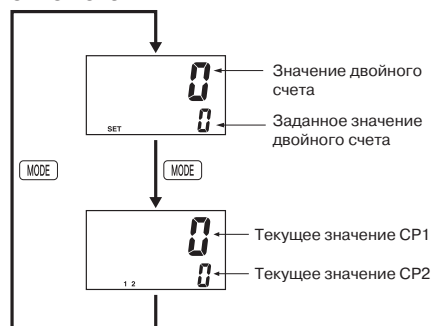 0
Значение двойного
счета
SET
0
Заданное значение
двойного счета
MODE
MODE
0
Текущее значение CP1
1 2
0
Текущее значение CP2